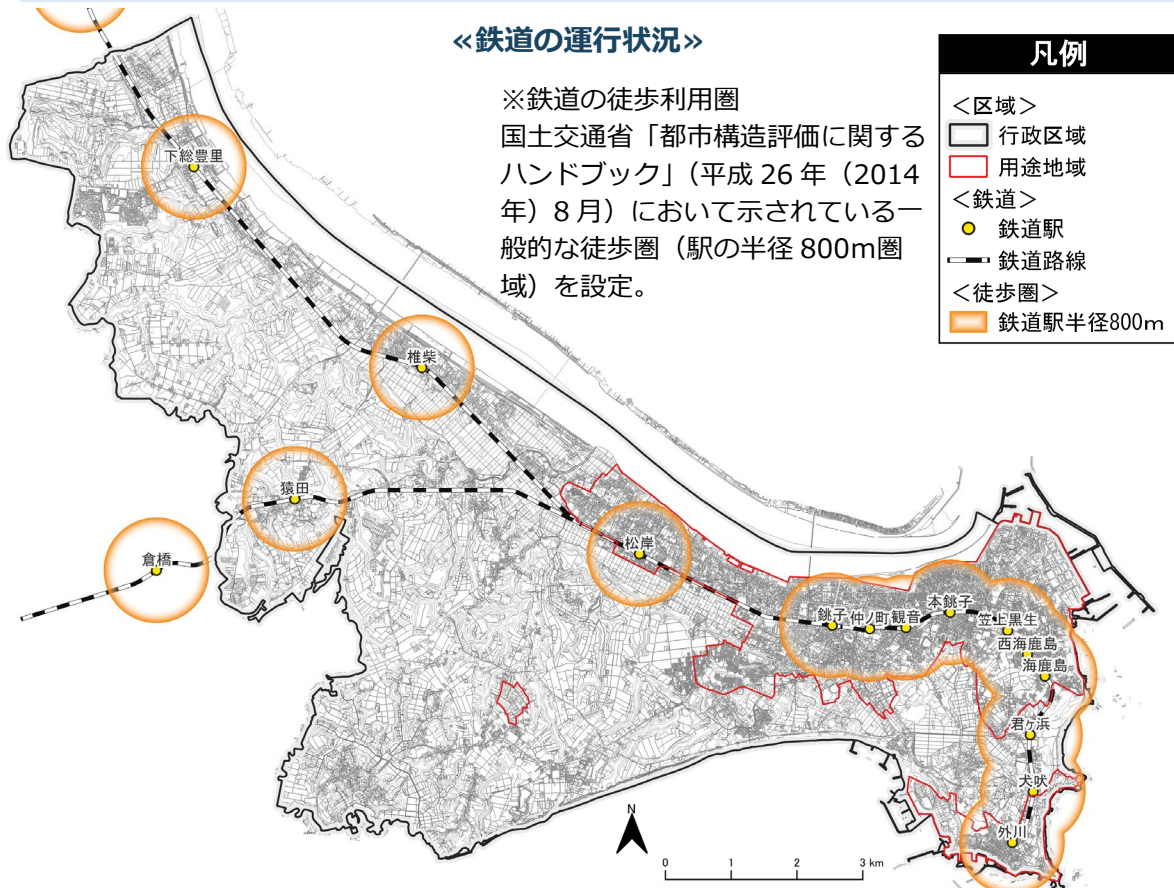 ≪鉄道の運行状況≫
※鉄道の徒歩利用圏
国土交通省「都市構造評価に関する
ハンドブック」（平成 26 年（2014
年）8 月）において示されている一
般的な徒歩圏（駅の半径 800m圏
域）を設定。
凡例
＜区域＞
行政区域
用途地域
＜鉄道＞
鉄道駅
鉄道路線
＜徒歩圏＞
鉄道駅半径800m
下総豊里
椎柴
猿田
倉橋
松岸
銚子
仲ノ町
観音
本銚子
笠上黒生
西海鹿島
海鹿島
君ヶ浜
犬吠
外川
N
0 1 2 3 km